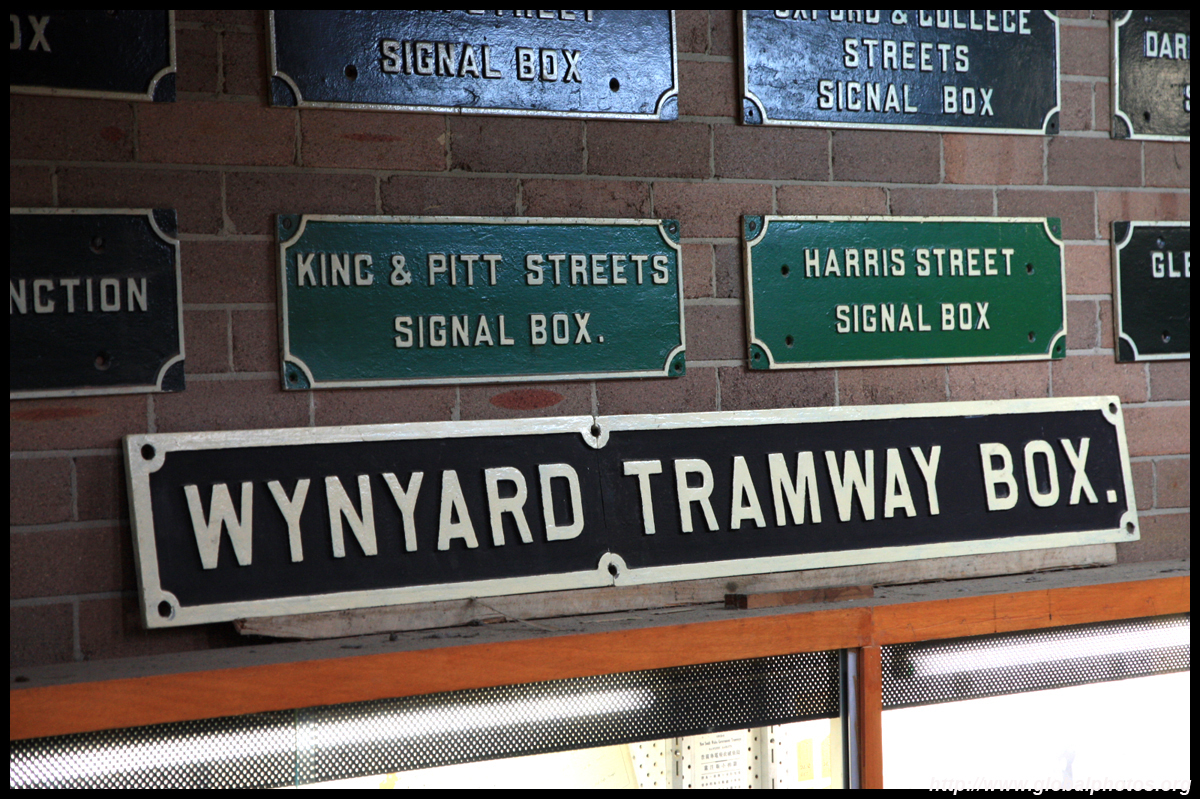 SIGNAL BOX
OXFORD & COLLEGE
STREETS
SIGNAL BOX
NCTION
KING & PITT STREETS
SIGNAL BOX.
HARRIS STREET
SIGNAL BOX
WYNYARD TRAMWAY BOX.
http://www.globalphotos.org